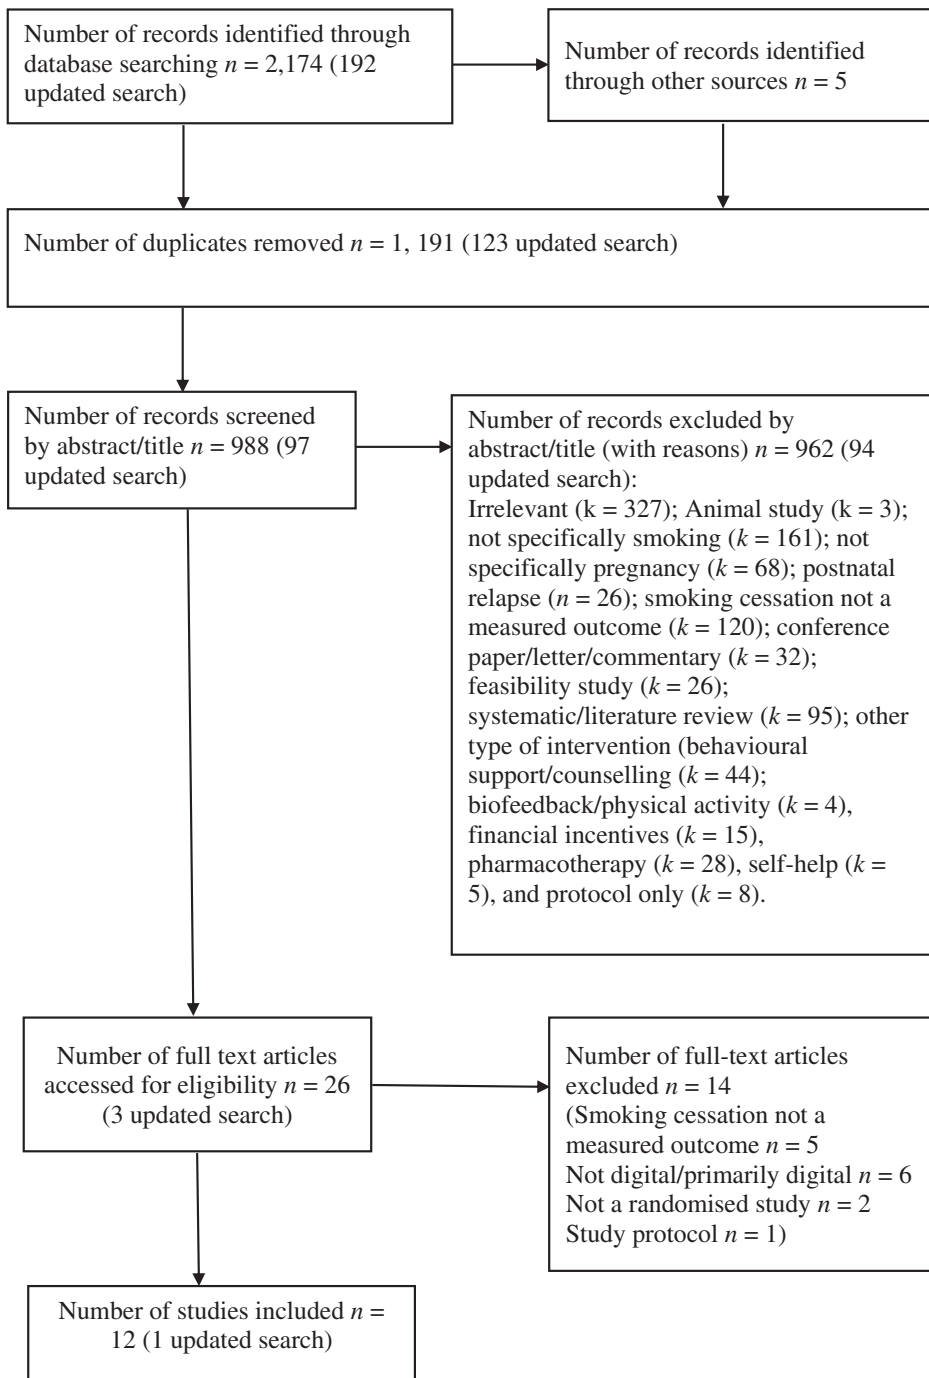 Number of records identified through
database searching n = 2,174 (192
updated search)
Number of records identified
through other sources n = 5
Number of duplicates removed n = 1, 191 (123 updated search)
Number of records screened
by abstract/title n = 988 (97
updated search)
Number of records excluded by
abstract/title (with reasons) n = 962 (94
updated search):
Irrelevant (k = 327); Animal study (k = 3);
not specifically smoking (k = 161); not
specifically pregnancy (k = 68); postnatal
relapse (n = 26); smoking cessation not a
measured outcome (k = 120); conference
paper/letter/commentary (k = 32);
feasibility study (k = 26);
systematic/literature review (k = 95); other
type of intervention (behavioural
support/counselling (k = 44);
biofeedback/physical activity (k = 4),
financial incentives (k = 15),
pharmacotherapy (k = 28), self-help (k =
5), and protocol only (k = 8).
Number of full text articles
accessed for eligibility n = 26
(3 updated search)
Number of full-text articles
excluded n = 14
(Smoking cessation not a
measured outcome n = 5
Not digital/primarily digital n = 6
Not a randomised study n = 2
Study protocol n = 1)
Number of studies included n =
12 (1 updated search)